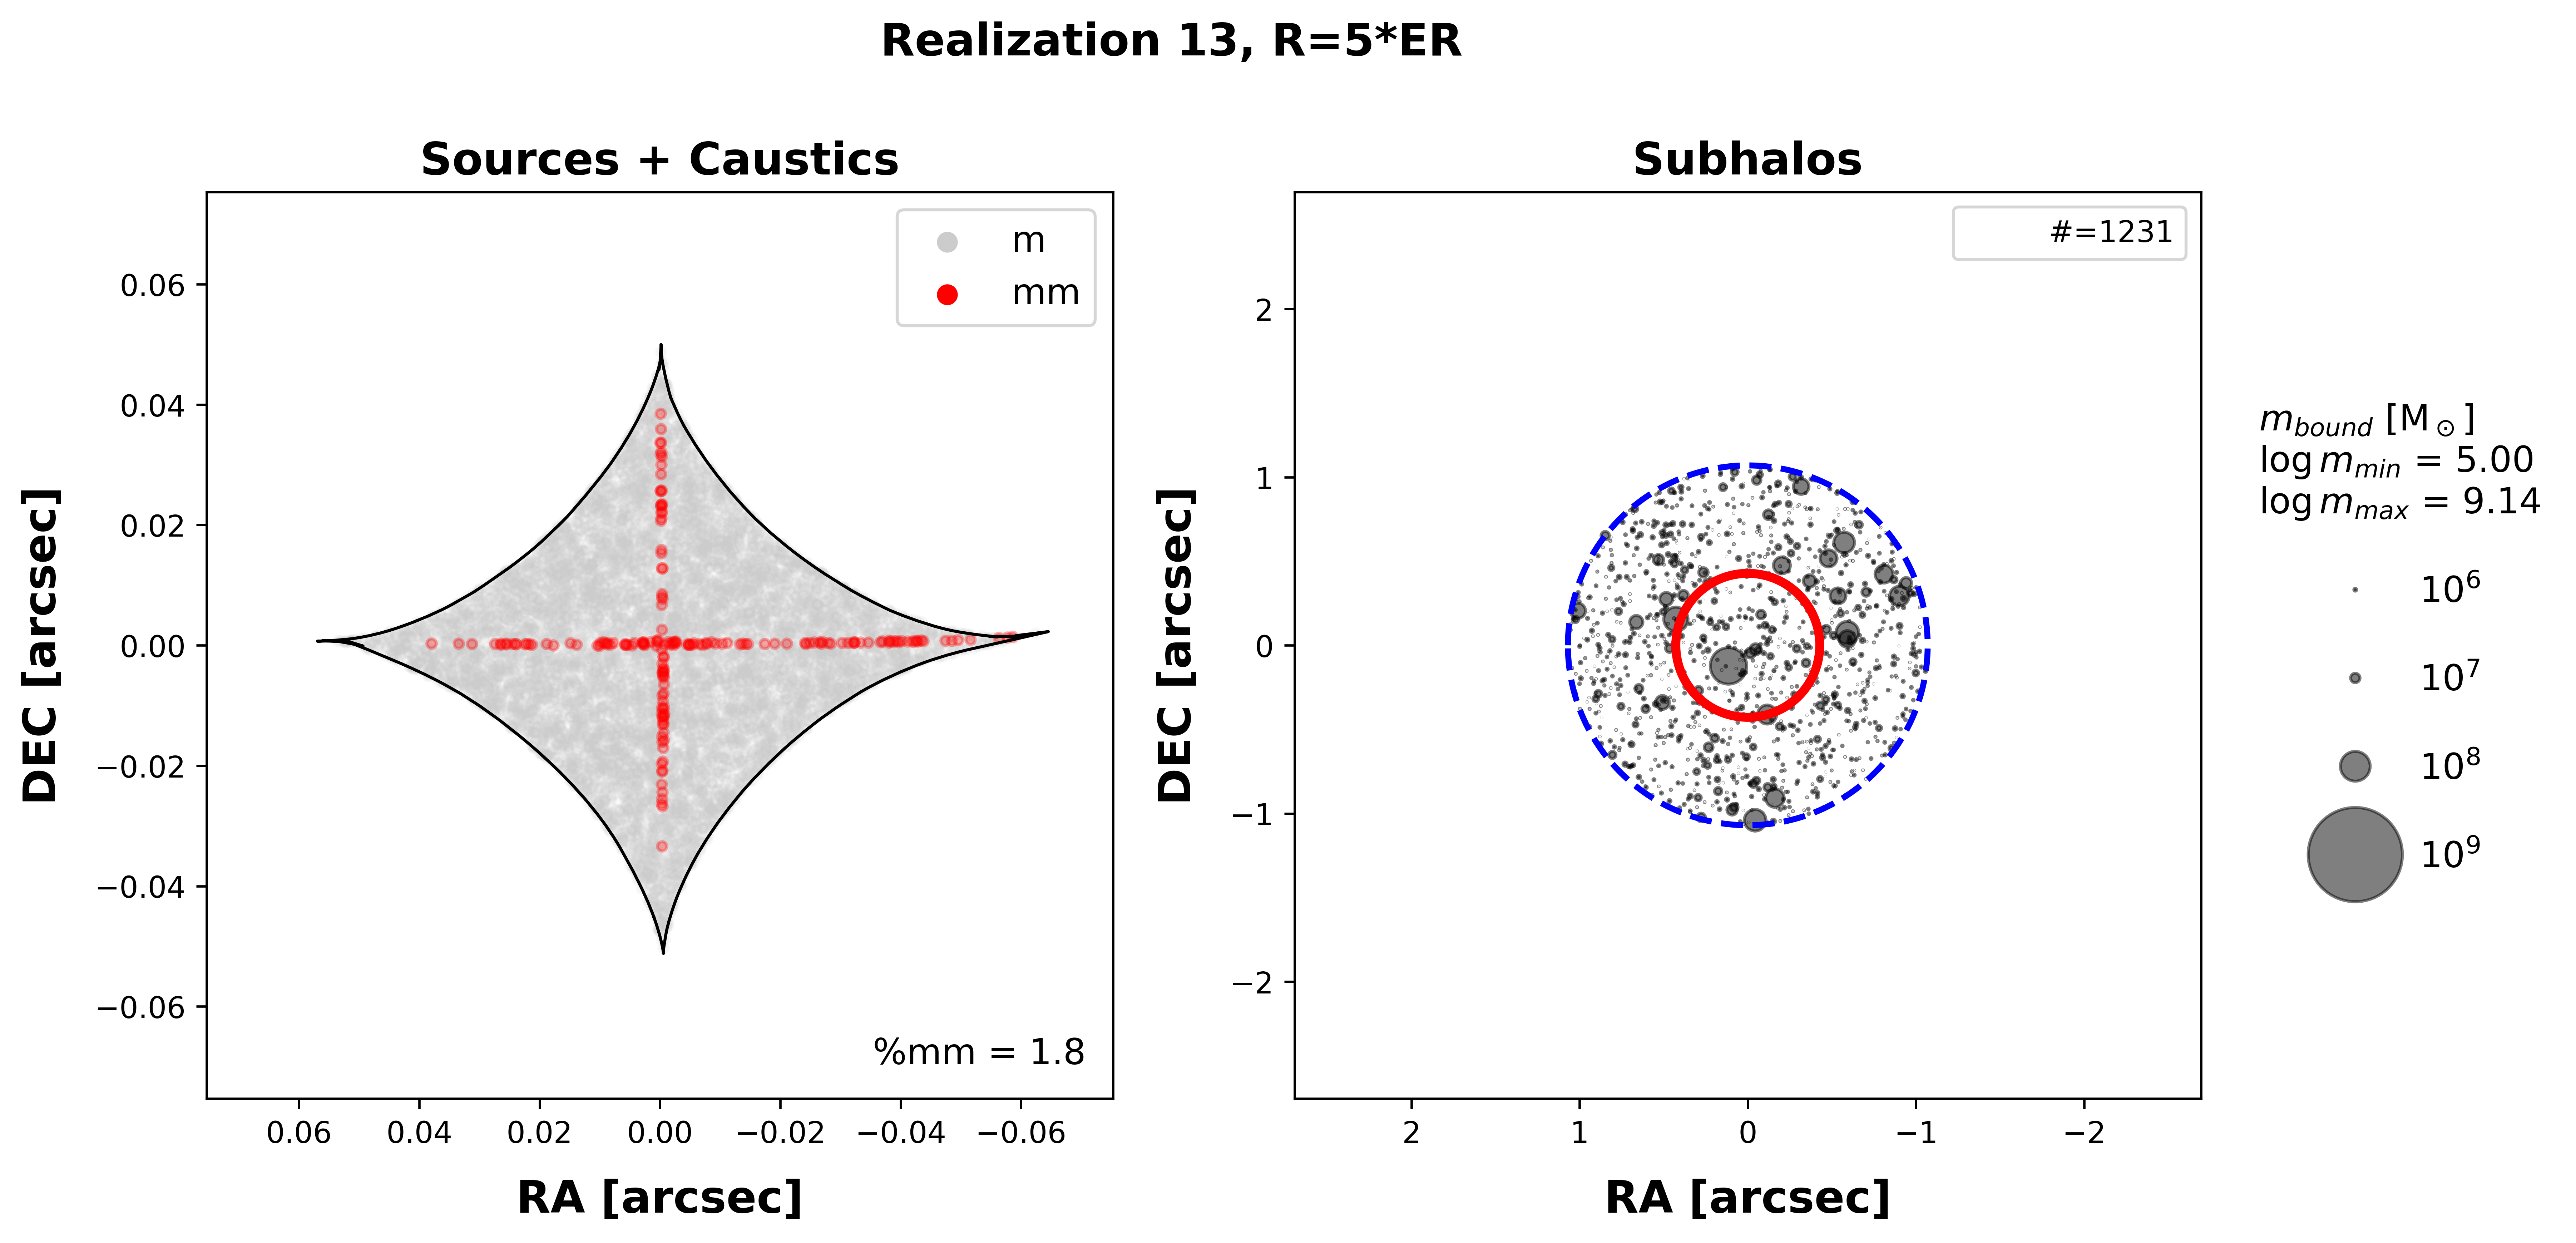 Realization 13, R=5*ER
Sources + Caustics
m
mm
0.06
0.04
0.02
0.00
−0.02
−0.04
−0.06
0.06
0.04
0.02
0.00
−0.02
−0.04
−0.06
%mm = 1.8
DEC [arcsec]
RA [arcsec]
Subhalos
#=1231
2
1
0
−1
−2
2
1
0
−1
−2
DEC [arcsec]
RA [arcsec]
m_bound [M_⊙]
log m_min = 5.00
log m_max = 9.14
10^6
10^7
10^8
10^9